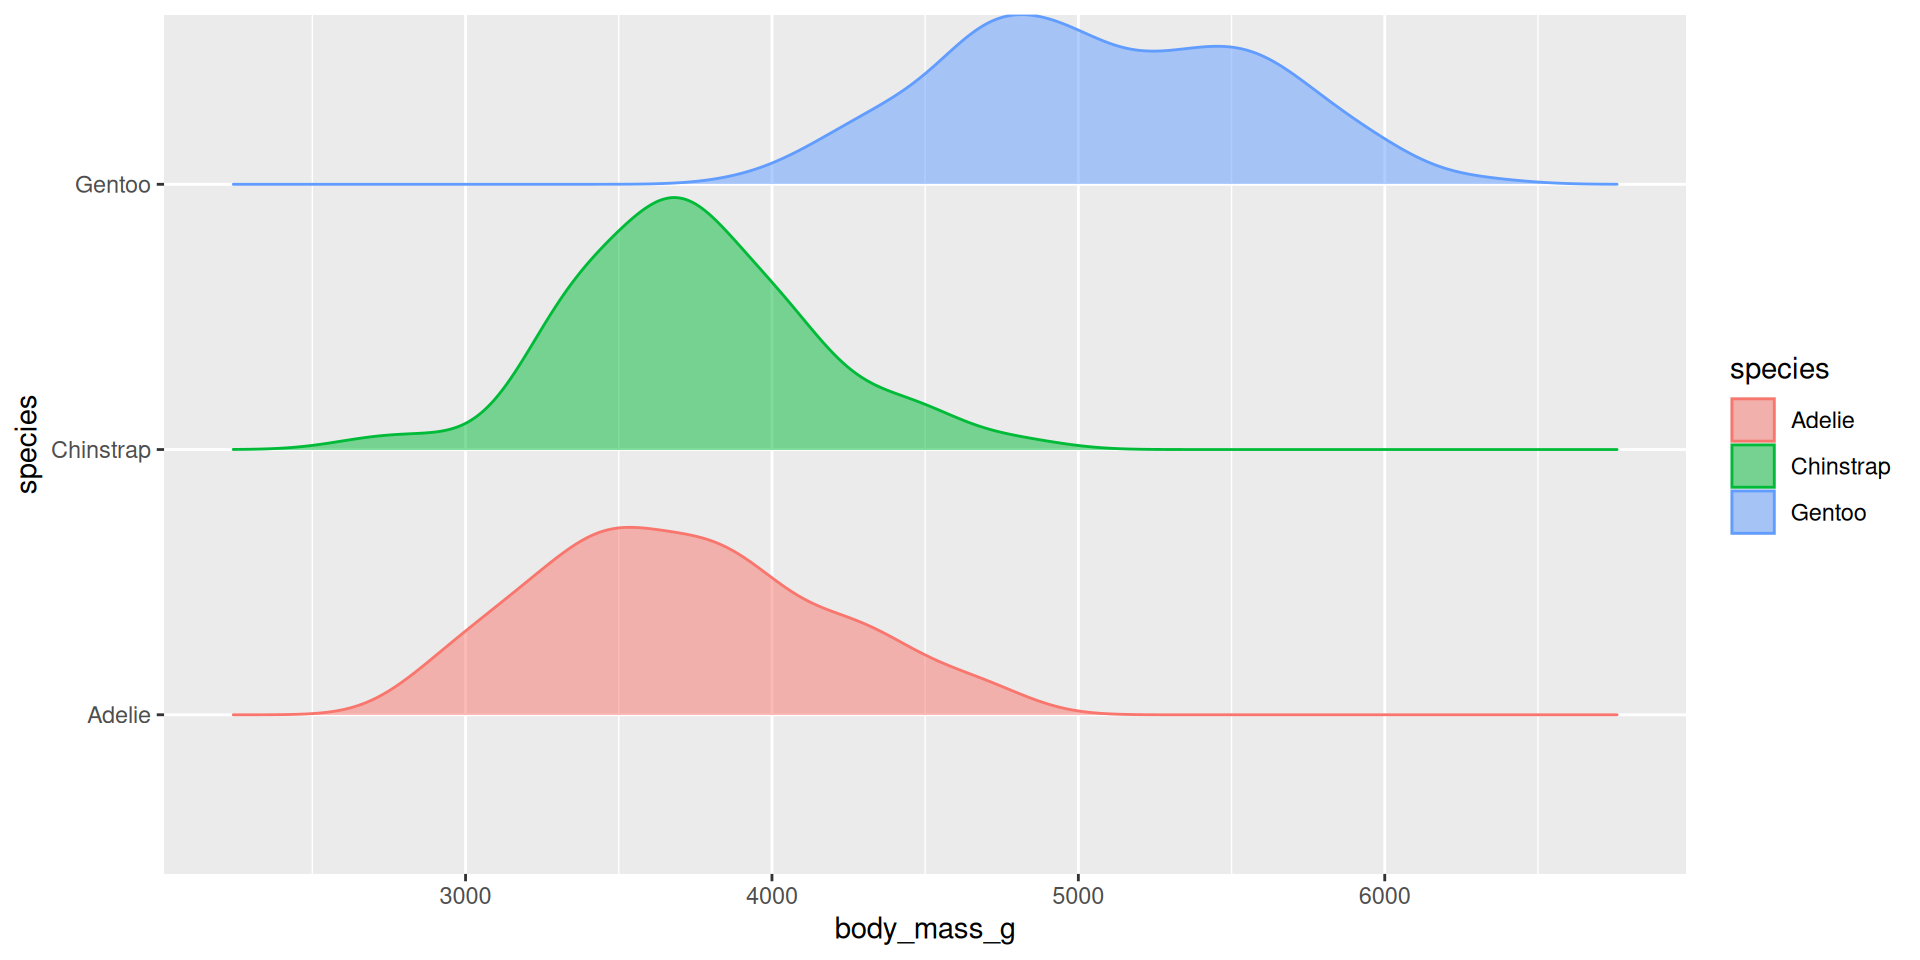 species
Gentoo
Chinstrap
Adelie
3000 4000 5000 6000
body_mass_g
species
Adelie
Chinstrap
Gentoo